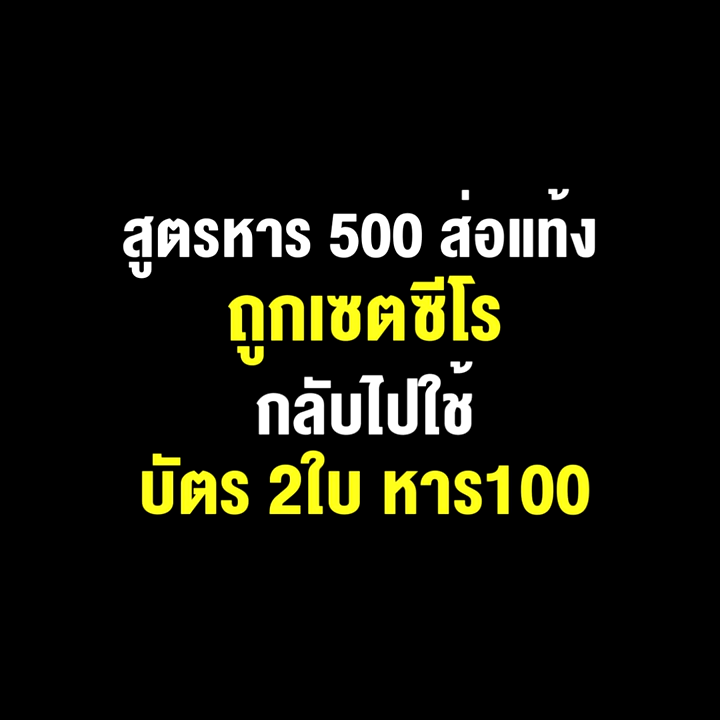 สูตรหาร 500 ส่อแท้ง
ถูกเซตซีโร
กลับไปใช้
บัตร 2ใบ หาร100